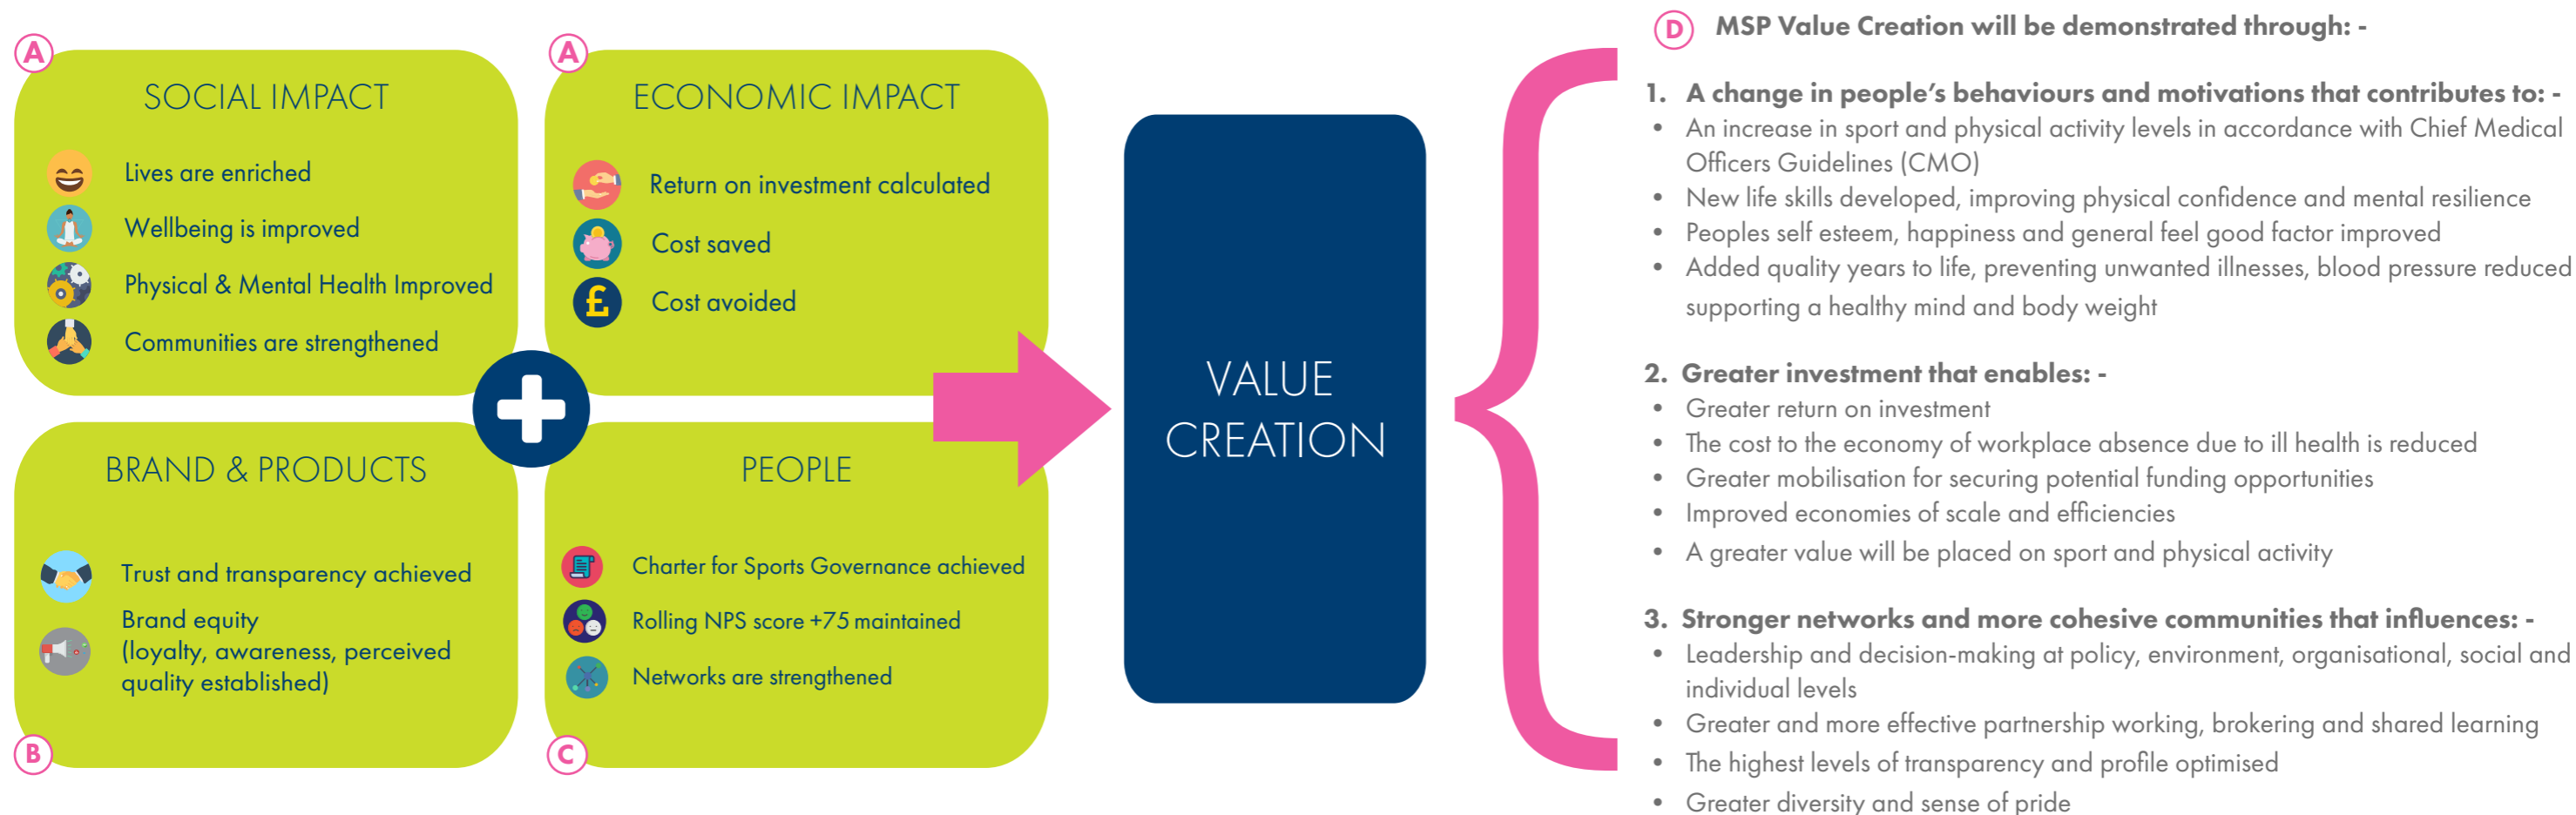 A
SOCIAL IMPACT
Lives are enriched
Wellbeing is improved
Physical & Mental Health Improved
Communities are strengthened
A
ECONOMIC IMPACT
Return on investment calculated
Cost saved
£
Cost avoided
BRAND & PRODUCTS
Trust and transparency achieved
Brand equity
(loyalty, awareness, perceived
quality established)
B
PEOPLE
Charter for Sports Governance achieved
Rolling NPS score +75 maintained
Networks are strengthened
C
VALUE
CREATION
D MSP Value Creation will be demonstrated through: -
1. A change in people's behaviours and motivations that contributes to: -
• An increase in sport and physical activity levels in accordance with Chief Medical
Officers Guidelines (CMO)
• New life skills developed, improving physical confidence and mental resilience
• Peoples self esteem, happiness and general feel good factor improved
• Added quality years to life, preventing unwanted illnesses, blood pressure reduced
supporting a healthy mind and body weight
2. Greater investment that enables: -
• Greater return on investment
• The cost to the economy of workplace absence due to ill health is reduced
• Greater mobilisation for securing potential funding opportunities
• Improved economies of scale and efficiencies
• A greater value will be placed on sport and physical activity
3. Stronger networks and more cohesive communities that influences: -
• Leadership and decision-making at policy, environment, organisational, social and
individual levels
• Greater and more effective partnership working, brokering and shared learning
• The highest levels of transparency and profile optimised
• Greater diversity and sense of pride